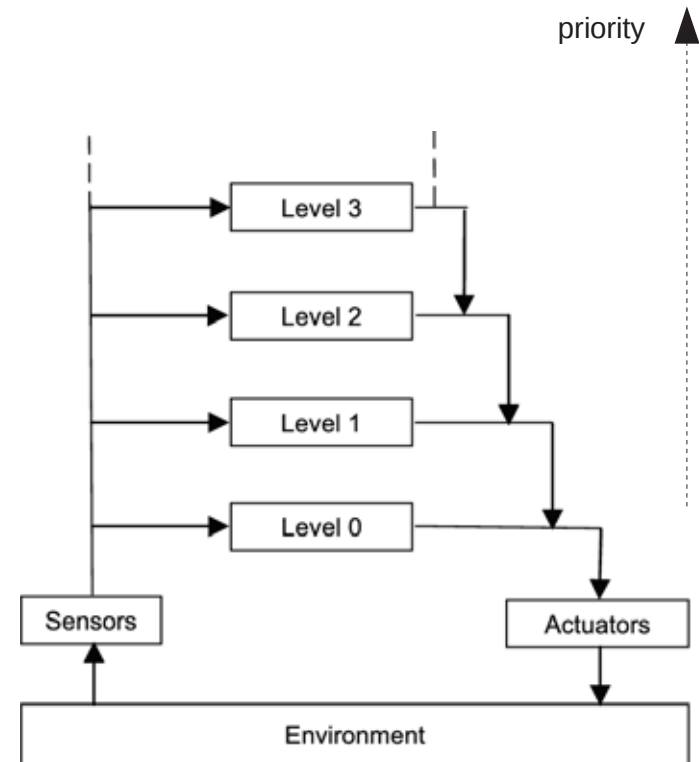 priority
Level 3
Level 2
Level 1
Level 0
Sensors
Actuators
Environment